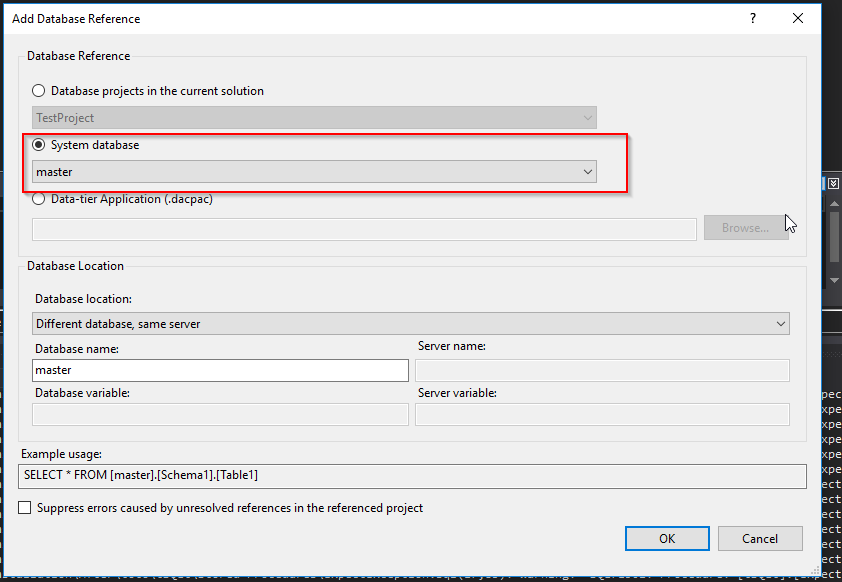 Add Database Reference
?
Database Reference
Database projects in the current solution
TestProject
System database
master
Data-tier Application (.dacpac)
Browse...
Database Location
Database location:
Different database, same server
Database name:
Server name:
master
Database variable:
Server variable:
Example usage:
SELECT * FROM [master].[Schema1].[Table1]
Suppress errors caused by unresolved references in the referenced project
OK
Cancel